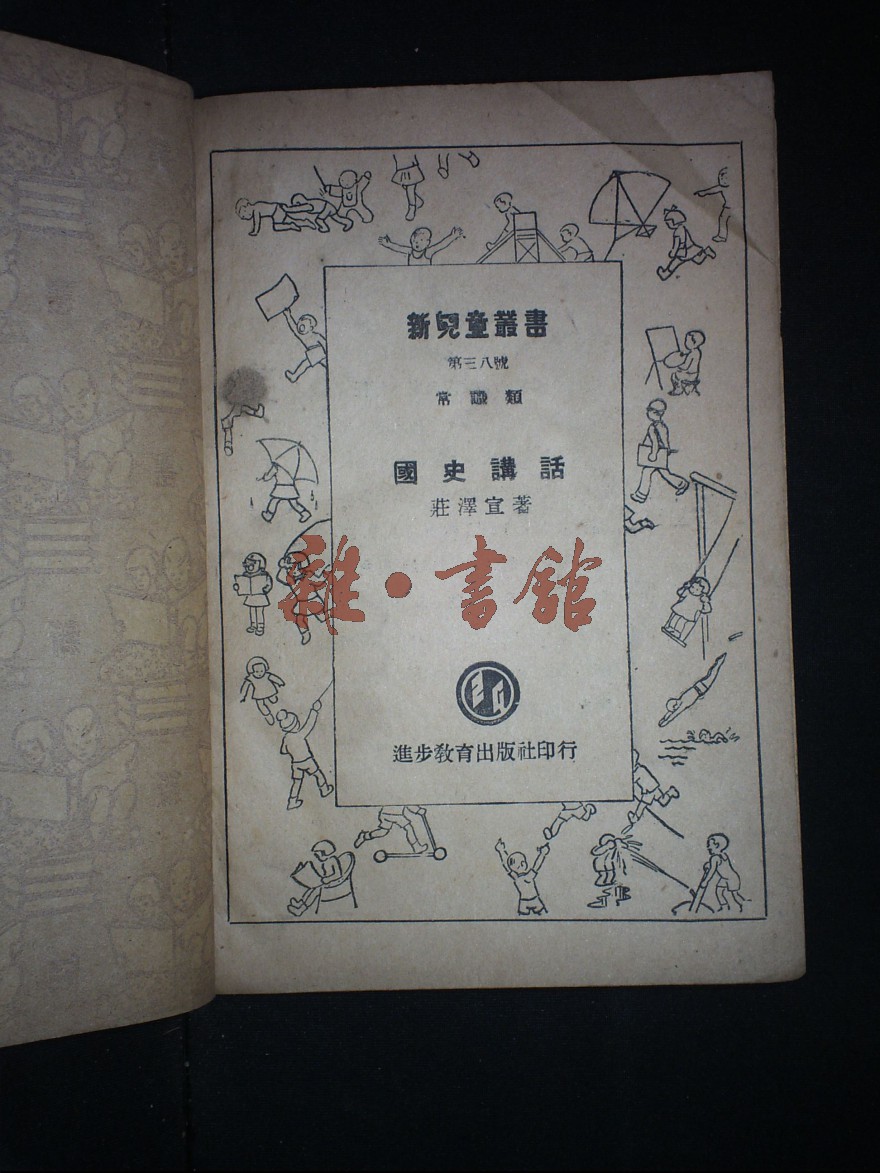 新兒童叢書
第三八號
常識類
國史講話
莊澤宣著
雜·書館
進步教育出版社印行